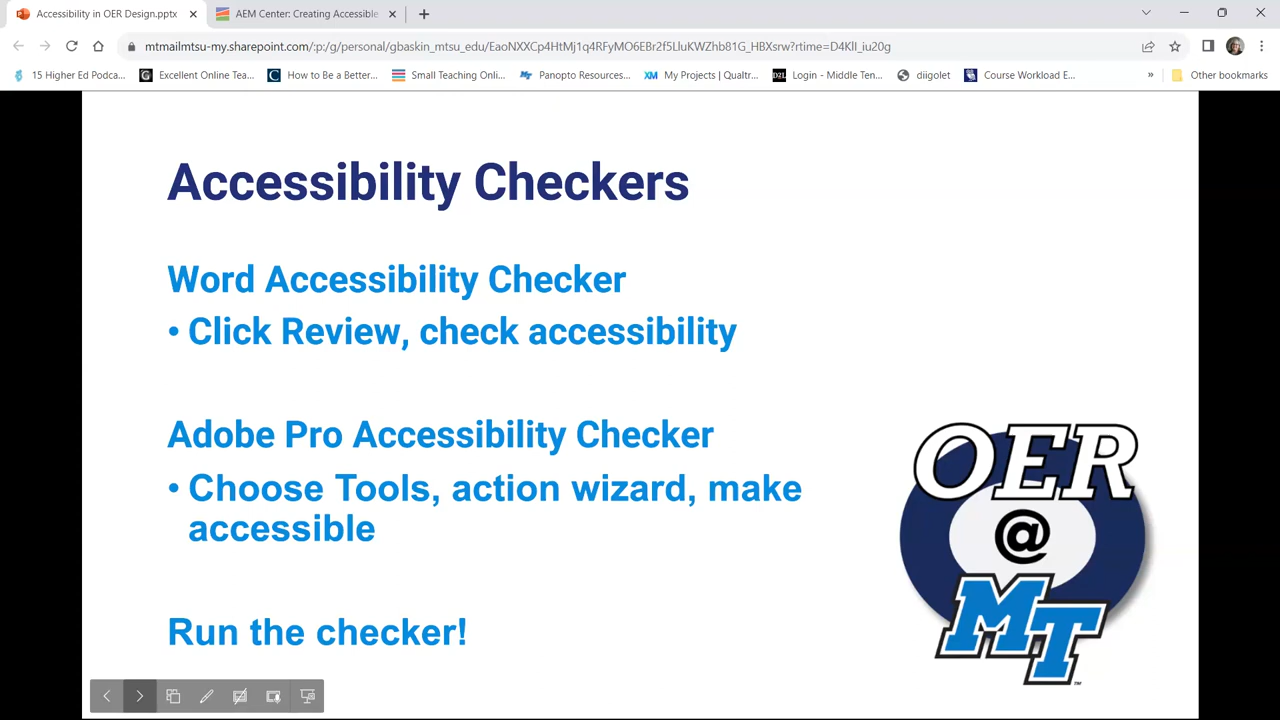 Accessibility in OER Design.pptx
AEM Center: Creating Accessible
mtmailmtsu-my.sharepoint.com/:p:/g/personal/gbaskin_mtsu_edu/EaoNXXCp4HtMj1q4RFyMO6EBr2f5LluKWZhb81G_HBXsrw?rtime=D4KlI_iu20g
15 Higher Ed Podca...
Excellent Online Tea...
How to Be a Better...
Small Teaching Onli...
Panopto Resources...
My Projects | Qualtr...
Login - Middle Ten...
diigolet
Course Workload E...
»
Other bookmarks
Accessibility Checkers
Word Accessibility Checker
• Click Review, check accessibility
Adobe Pro Accessibility Checker
• Choose Tools, action wizard, make
accessible
Run the checker!
OER
@
MT